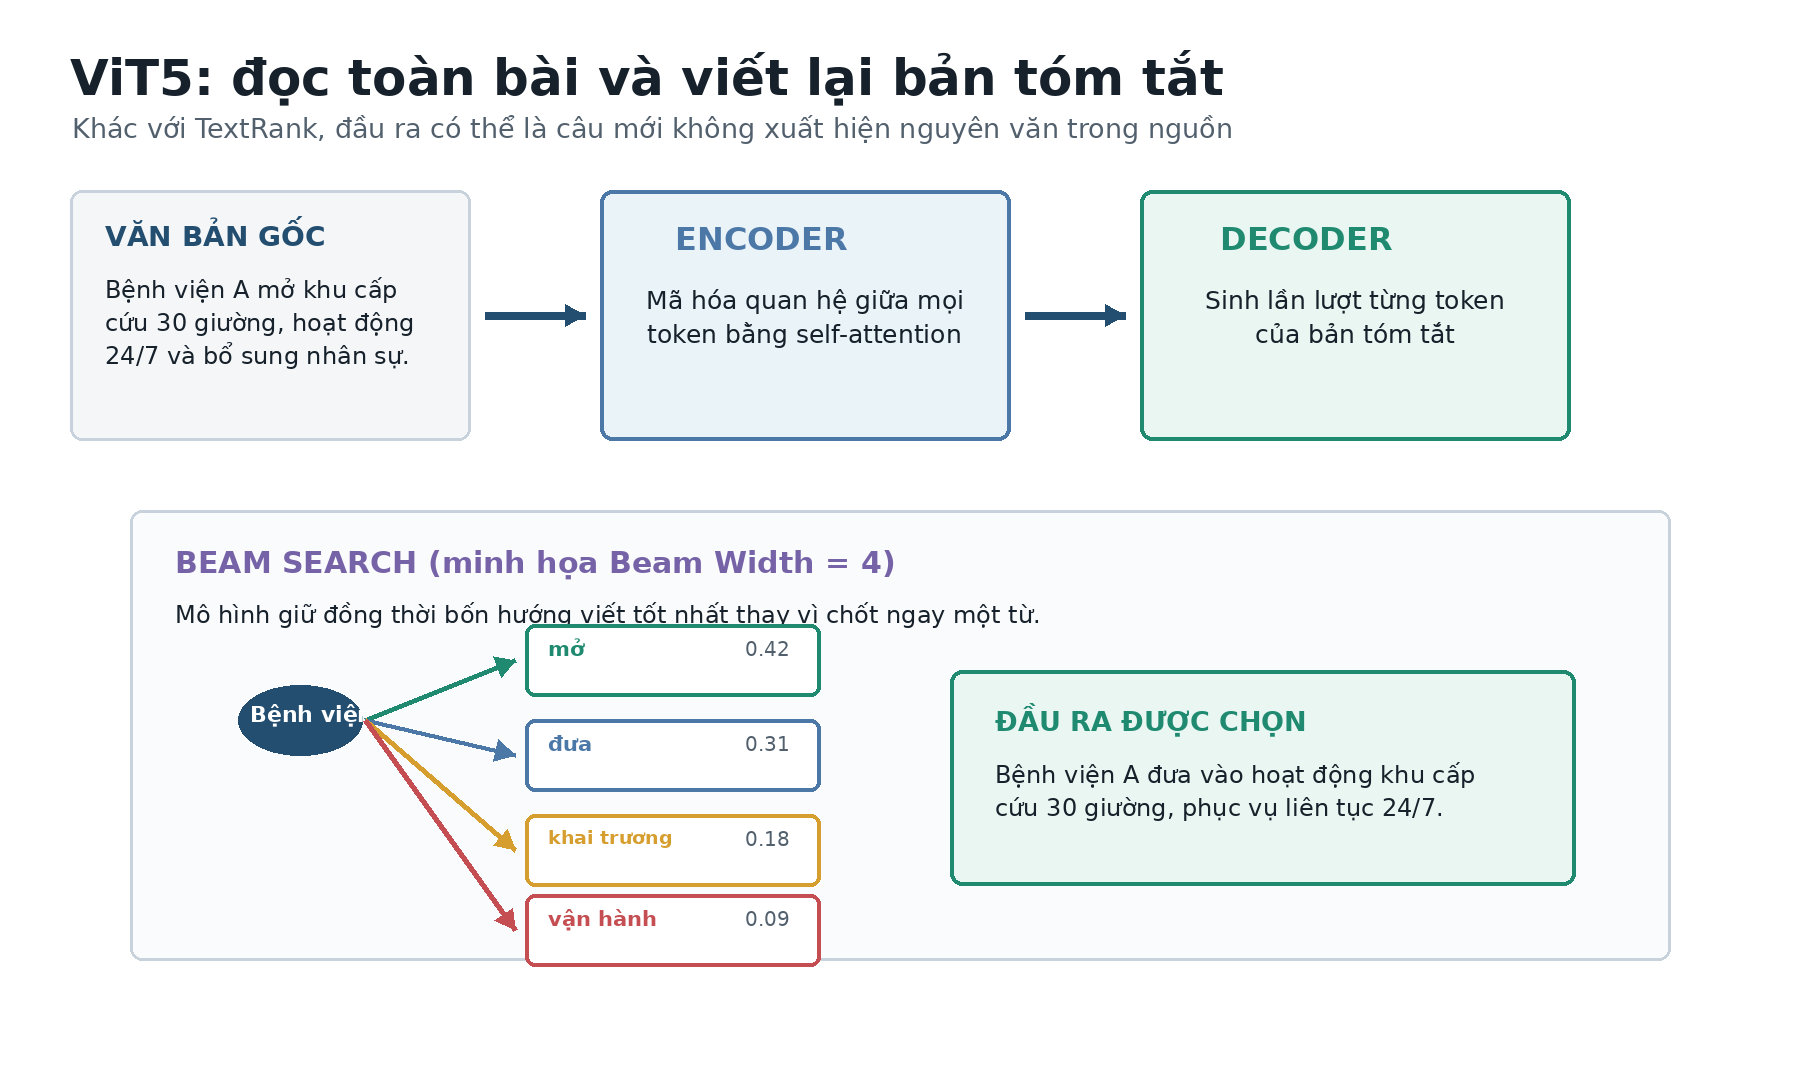 ViT5: đọc toàn bài và viết lại bản tóm tắt
Khác với TextRank, đầu ra có thể là câu mới không xuất hiện nguyên văn trong nguồn
VĂN BẢN GỐC
Bệnh viện A mở khu cấp
cứu 30 giường, hoạt động
24/7 và bổ sung nhân sự.
ENCODER
Mã hóa quan hệ giữa mọi
token bằng self-attention
DECODER
Sinh lần lượt từng token
của bản tóm tắt
BEAM SEARCH (minh họa Beam Width = 4)
Mô hình giữ đồng thời bốn hướng viết tốt nhất thay vì chốt ngay một từ.
Bệnh viện
mở 0.42
đưa 0.31
khai trương 0.18
vận hành 0.09
ĐẦU RA ĐƯỢC CHỌN
Bệnh viện A đưa vào hoạt động khu cấp
cứu 30 giường, phục vụ liên tục 24/7.